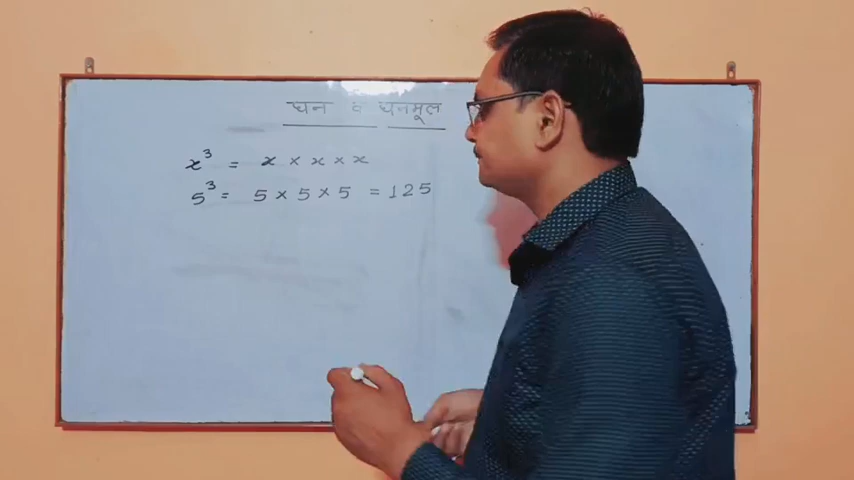 घन व घनमूल
x³ = x × x × x
5³ = 5 × 5 × 5 = 125